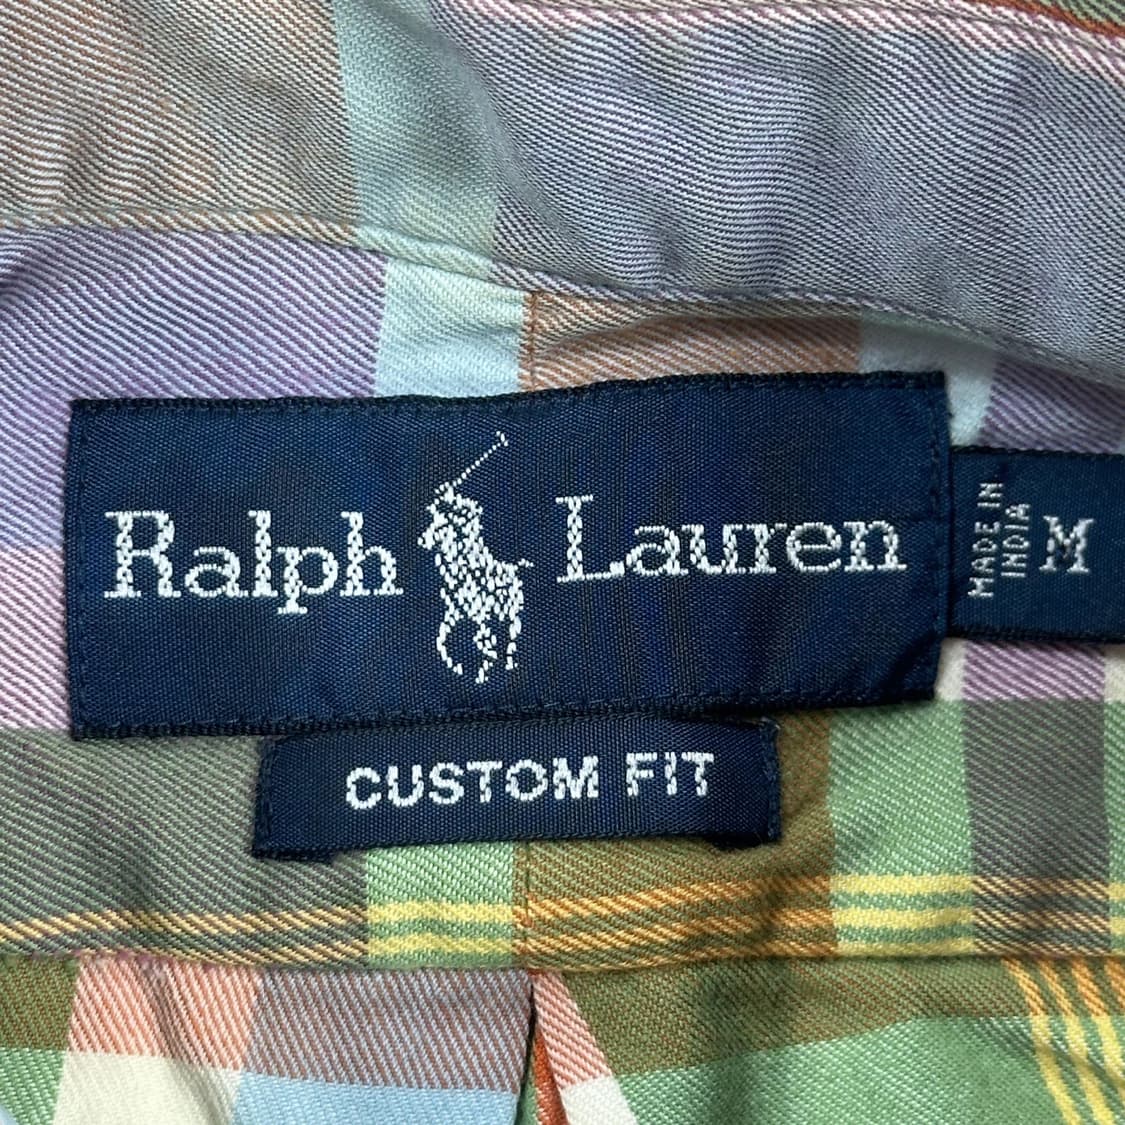 Ralph Lauren
CUSTOM FIT
MADE IN
INDIA
M